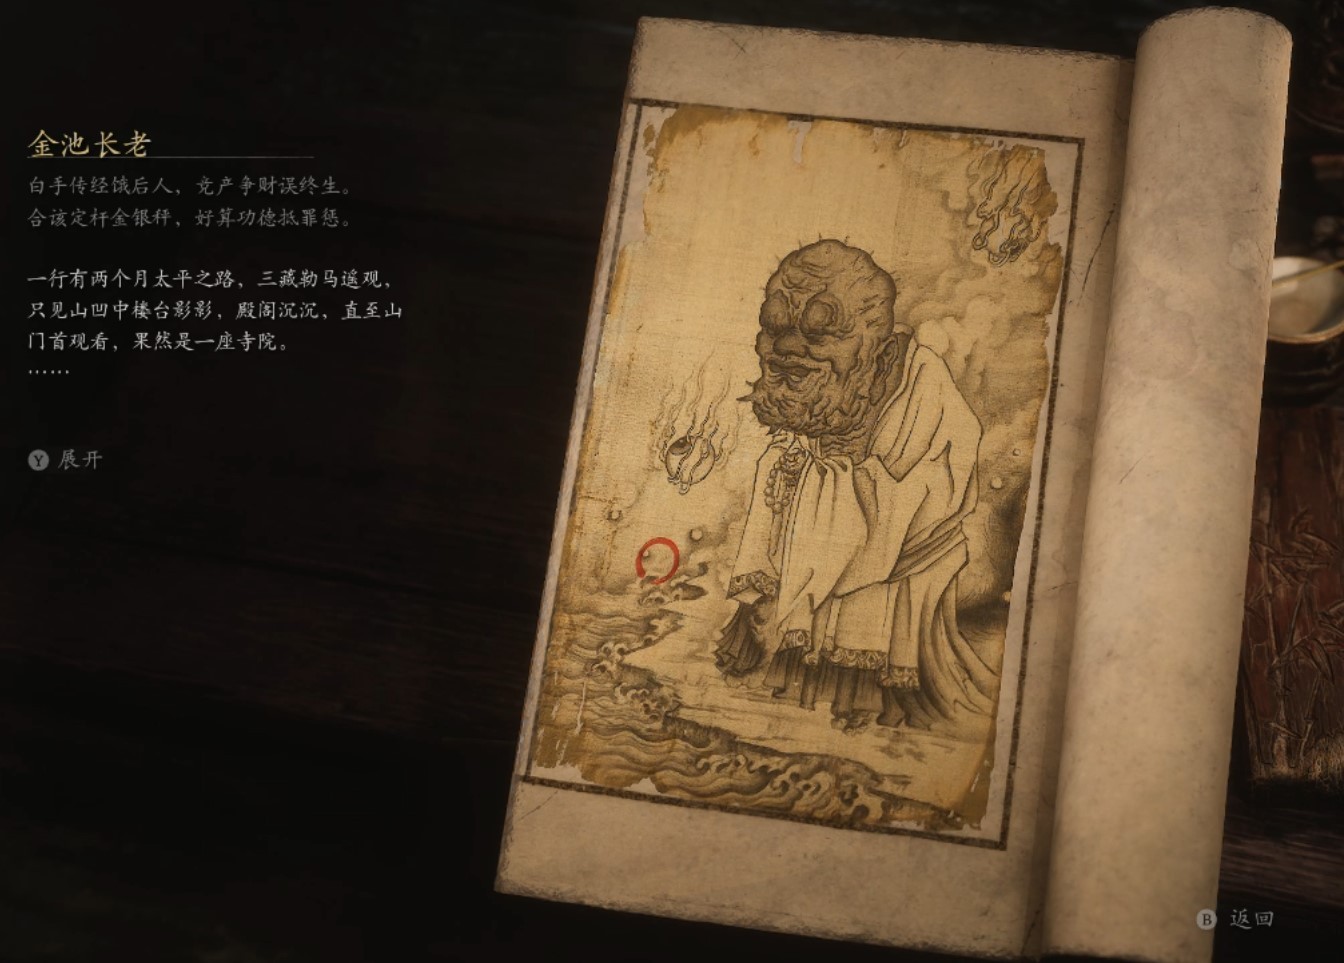 金池长老
白手传经饿后人，竞产争财误终生。
合该定杆金银秤，好算功德抵罪愆。
一行有两个月太平之路，三藏勒马遥观，
只见山凹中楼台影影，殿阁沉沉，直至山
门首观看，果然是一座寺院。
……
Y 展开
B 返回